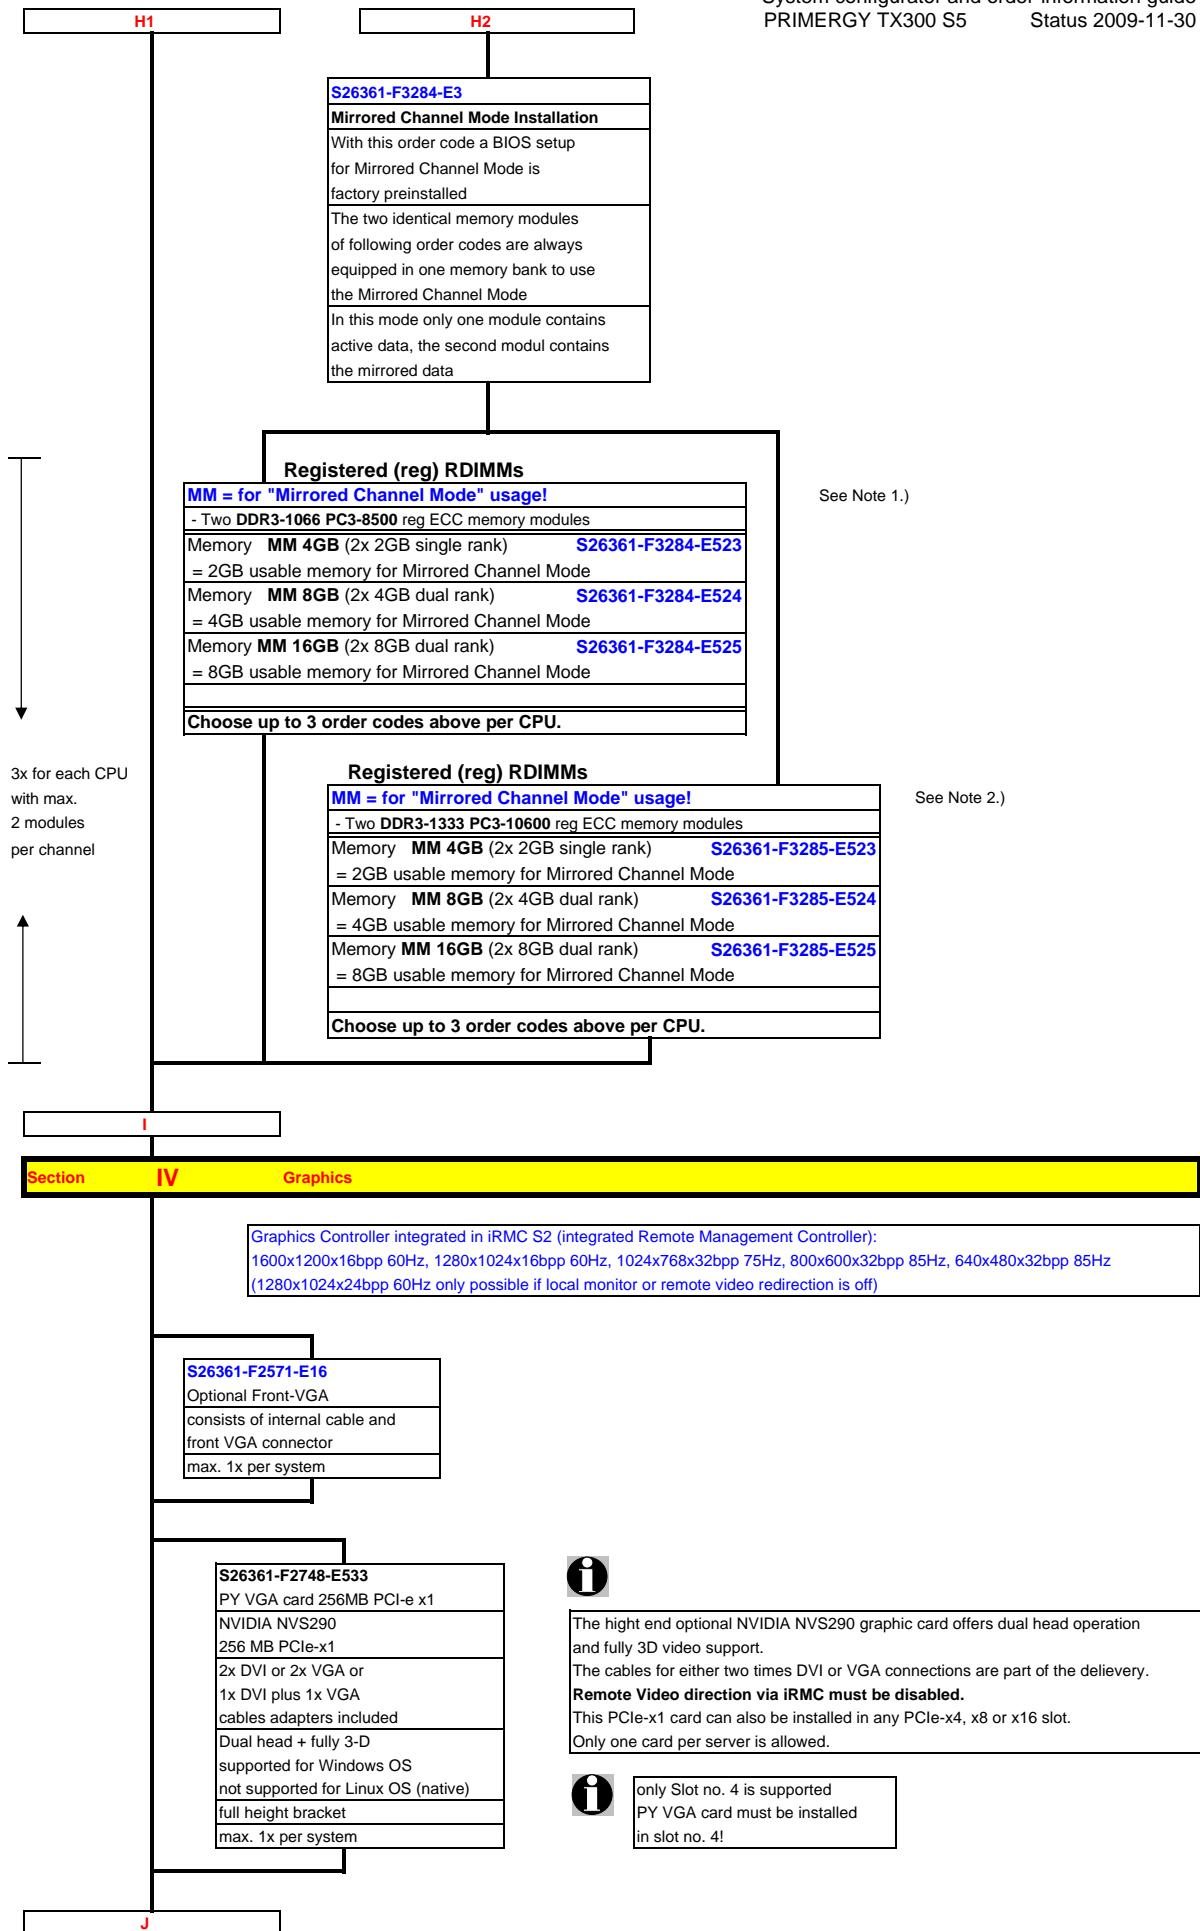 System configurator and order information guide
PRIMERGY TX300 S5 Status 2009-11-30
H1 H2
S26361-F3284-E3
Mirrored Channel Mode Installation
With this order code a BIOS setup
for Mirrored Channel Mode is
factory preinstalled
The two identical memory modules
of following order codes are always
equipped in one memory bank to use
the Mirrored Channel Mode
In this mode only one module contains
active data, the second modul contains
the mirrored data
Registered (reg) RDIMMs
MM = for "Mirrored Channel Mode" usage! See Note 1.)
- Two DDR3-1066 PC3-8500 reg ECC memory modules
Memory MM 4GB (2x 2GB single rank) S26361-F3284-E523
= 2GB usable memory for Mirrored Channel Mode
Memory MM 8GB (2x 4GB dual rank) S26361-F3284-E524
= 4GB usable memory for Mirrored Channel Mode
Memory MM 16GB (2x 8GB dual rank) S26361-F3284-E525
= 8GB usable memory for Mirrored Channel Mode
Choose up to 3 order codes above per CPU.
3x for each CPU
with max.
2 modules
per channel
Registered (reg) RDIMMs
MM = for "Mirrored Channel Mode" usage! See Note 2.)
- Two DDR3-1333 PC3-10600 reg ECC memory modules
Memory MM 4GB (2x 2GB single rank) S26361-F3285-E523
= 2GB usable memory for Mirrored Channel Mode
Memory MM 8GB (2x 4GB dual rank) S26361-F3285-E524
= 4GB usable memory for Mirrored Channel Mode
Memory MM 16GB (2x 8GB dual rank) S26361-F3285-E525
= 8GB usable memory for Mirrored Channel Mode
Choose up to 3 order codes above per CPU.
I
Section IV Graphics
Graphics Controller integrated in iRMC S2 (integrated Remote Management Controller):
1600x1200x16bpp 60Hz, 1280x1024x16bpp 60Hz, 1024x768x32bpp 75Hz, 800x600x32bpp 85Hz, 640x480x32bpp 85Hz
(1280x1024x24bpp 60Hz only possible if local monitor or remote video redirection is off)
S26361-F2571-E16
Optional Front-VGA
consists of internal cable and
front VGA connector
max. 1x per system
S26361-F2748-E533
PY VGA card 256MB PCI-e x1
NVIDIA NVS290
256 MB PCIe-x1
2x DVI or 2x VGA or
1x DVI plus 1x VGA
cables adapters included
Dual head + fully 3-D
supported for Windows OS
not supported for Linux OS (native)
full height bracket
max. 1x per system
The hight end optional NVIDIA NVS290 graphic card offers dual head operation
and fully 3D video support.
The cables for either two times DVI or VGA connections are part of the delievery.
Remote Video direction via iRMC must be disabled.
This PCIe-x1 card can also be installed in any PCIe-x4, x8 or x16 slot.
Only one card per server is allowed.
only Slot no. 4 is supported
PY VGA card must be installed
in slot no. 4!
J